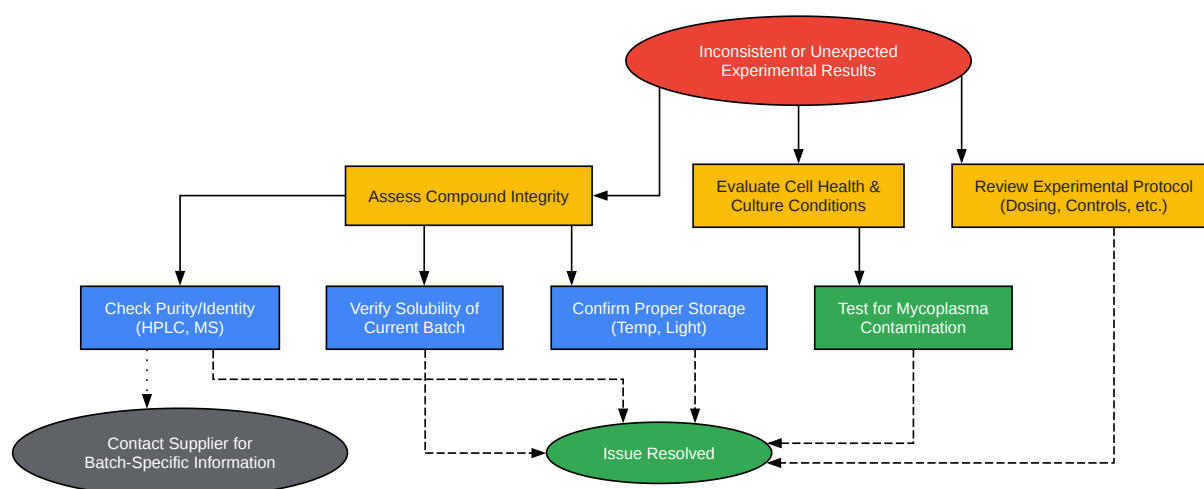 Inconsistent or Unexpected
Experimental Results
Assess Compound Integrity
Evaluate Cell Health &
Culture Conditions
Review Experimental Protocol
(Dosing, Controls, etc.)
Check Purity/Identity
(HPLC, MS)
Verify Solubility of
Current Batch
Confirm Proper Storage
(Temp, Light)
Test for Mycoplasma
Contamination
Contact Supplier for
Batch-Specific Information
Issue Resolved